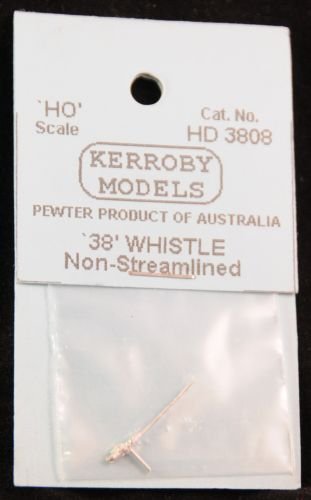 `HO'
Scale
Cat. No.
HD 3808
KERROBY
MODELS
PEWTER PRODUCT OF AUSTRALIA
`38' WHISTLE
Non-Streamlined